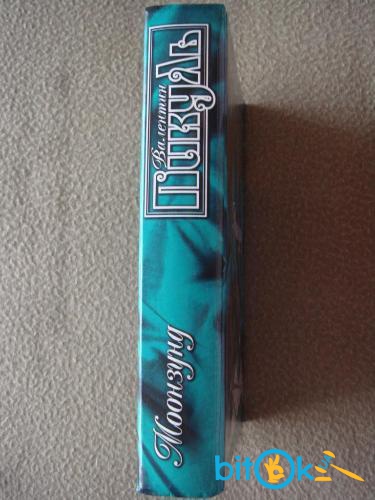 Валентин
Пикуль
Моонзунд
bitOk